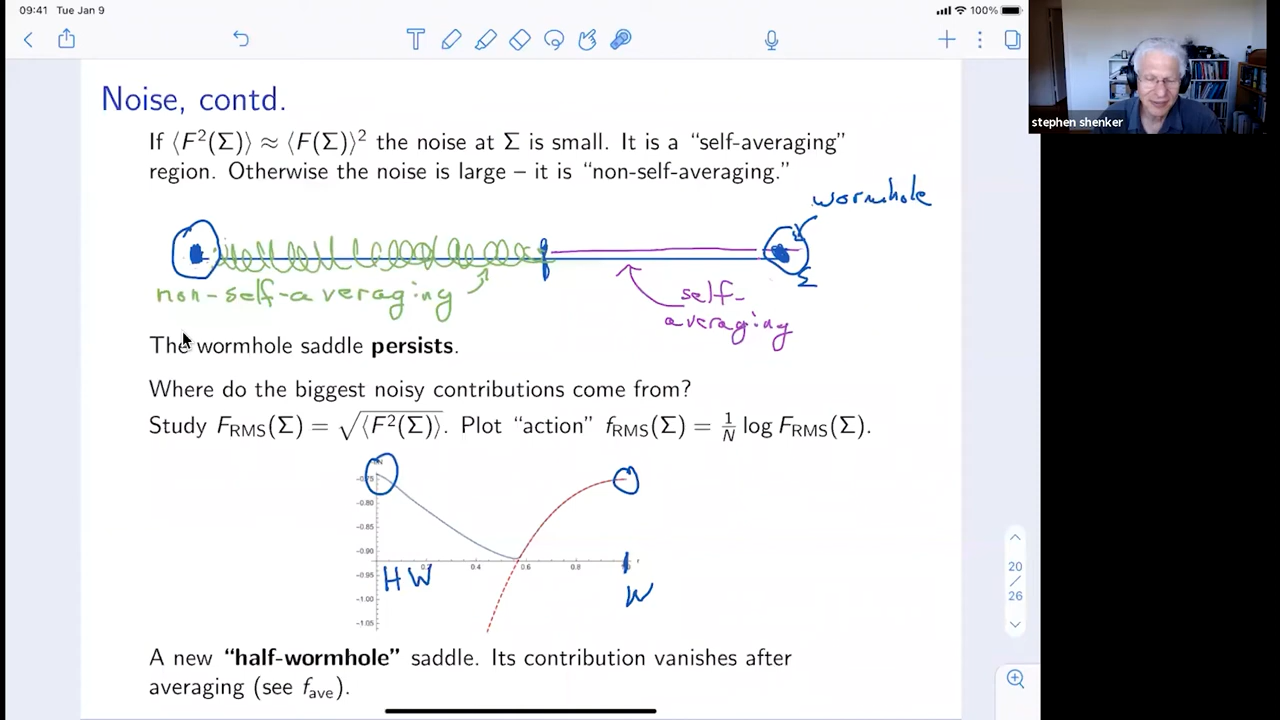 09:41 Tue Jan 9
100%
stephen shenker
Noise, contd.
If ⟨F²(Σ)⟩ ≈ ⟨F(Σ)⟩² the noise at Σ is small. It is a “self-averaging”
region. Otherwise the noise is large – it is “non-self-averaging.”
wormhole
Σ
non-self-averaging
self-
averaging
The wormhole saddle persists.
Where do the biggest noisy contributions come from?
Study F_RMS(Σ) = √⟨F²(Σ)⟩. Plot “action” f_RMS(Σ) = 1/N log F_RMS(Σ).
-0.75
-0.80
-0.85
-0.90
-0.95
-1.00
-1.05
0.2 0.4 0.6 0.8 r
HW
W
A new “half-wormhole” saddle. Its contribution vanishes after
averaging (see f_ave).
20
/
26